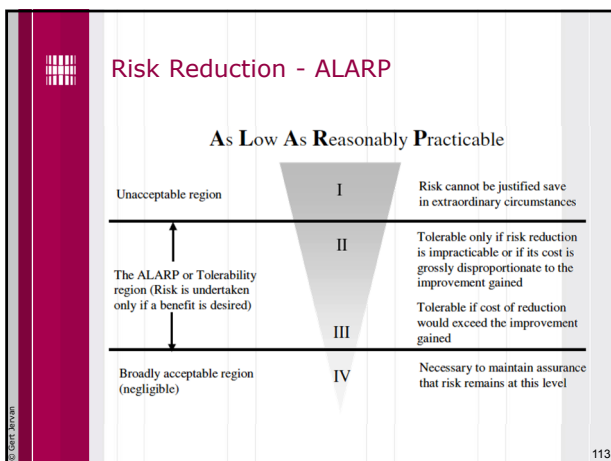 Risk Reduction - ALARP
As Low As Reasonably Practicable
Unacceptable region
I
Risk cannot be justified save
in extraordinary circumstances
The ALARP or Tolerability
region (Risk is undertaken
only if a benefit is desired)
II
Tolerable only if risk reduction
is impracticable or if its cost is
grossly disproportionate to the
improvement gained
III
Tolerable if cost of reduction
would exceed the improvement
gained
Broadly acceptable region
(negligible)
IV
Necessary to maintain assurance
that risk remains at this level
© Gert Jervan
113